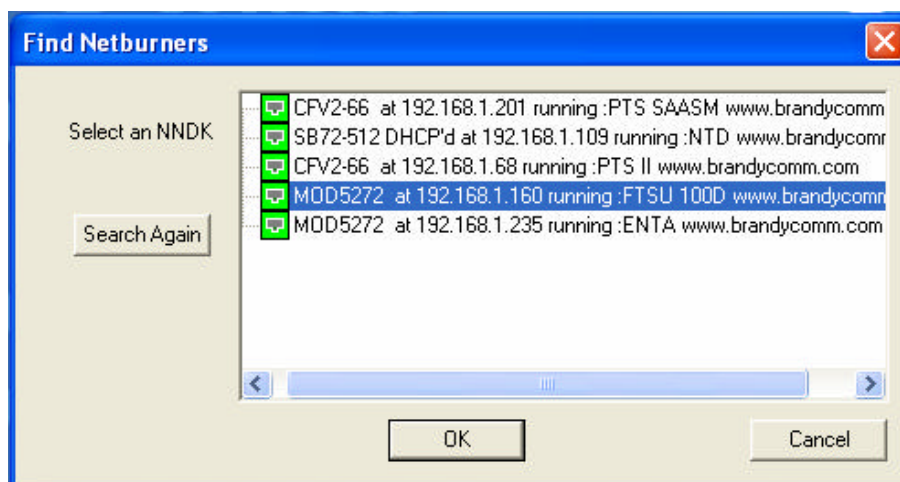 Find Netburners
Select an NNDK
CFV2-66 at 192.168.1.201 running :PTS SAASM www.brandycomm
SB72-512 DHCP'd at 192.168.1.109 running :NTD www.brandycom
CFV2-66 at 192.168.1.68 running :PTS II www.brandycomm.com
MOD5272 at 192.168.1.160 running :FTSU 100D www.brandycomm
MOD5272 at 192.168.1.235 running :ENTA www.brandycomm.com
Search Again
OK
Cancel